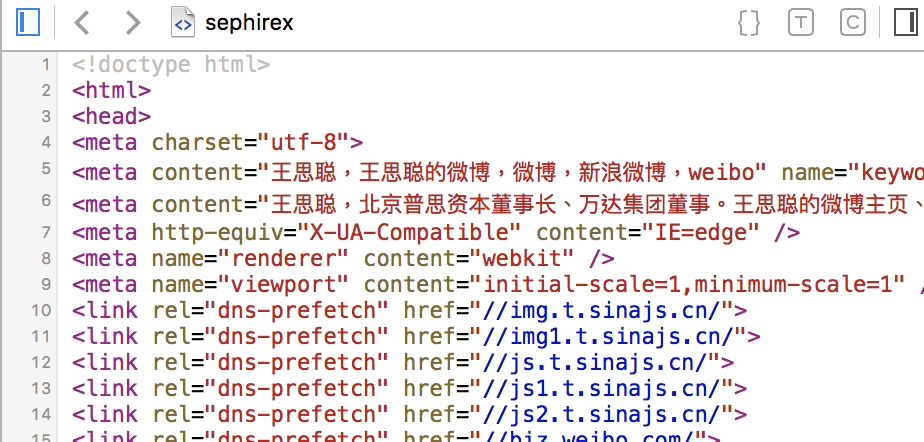 sephirex
{} T C
1 <!doctype html>
2 <html>
3 <head>
4 <meta charset="utf-8">
5 <meta content="王思聪，王思聪的微博，微博，新浪微博，weibo" name="keywo
6 <meta content="王思聪，北京普思资本董事长、万达集团董事。王思聪的微博主页、
7 <meta http-equiv="X-UA-Compatible" content="IE=edge" />
8 <meta name="renderer" content="webkit" />
9 <meta name="viewport" content="initial-scale=1,minimum-scale=1" /
10 <link rel="dns-prefetch" href="//img.t.sinajs.cn/">
11 <link rel="dns-prefetch" href="//img1.t.sinajs.cn/">
12 <link rel="dns-prefetch" href="//js.t.sinajs.cn/">
13 <link rel="dns-prefetch" href="//js1.t.sinajs.cn/">
14 <link rel="dns-prefetch" href="//js2.t.sinajs.cn/">
15 <link rel="dns-prefetch" href="//biz.weibo.com/">